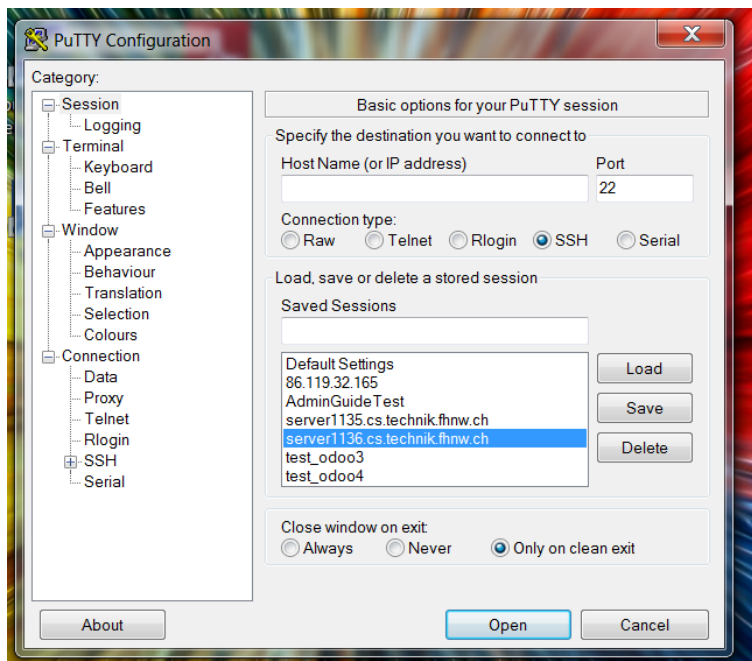 PuTTY Configuration
Category:
Session
Logging
Terminal
Keyboard
Bell
Features
Window
Appearance
Behaviour
Translation
Selection
Colours
Connection
Data
Proxy
Telnet
Rlogin
SSH
Serial
Basic options for your PuTTY session
Specify the destination you want to connect to
Host Name (or IP address) Port
22
Connection type:
Raw Telnet Rlogin SSH Serial
Load, save or delete a stored session
Saved Sessions
Default Settings
86.119.32.165
AdminGuideTest
server1135.cs.technik.fhnw.ch
server1136.cs.technik.fhnw.ch
test_odoo3
test_odoo4
Load
Save
Delete
Close window on exit:
Always Never Only on clean exit
About Open Cancel